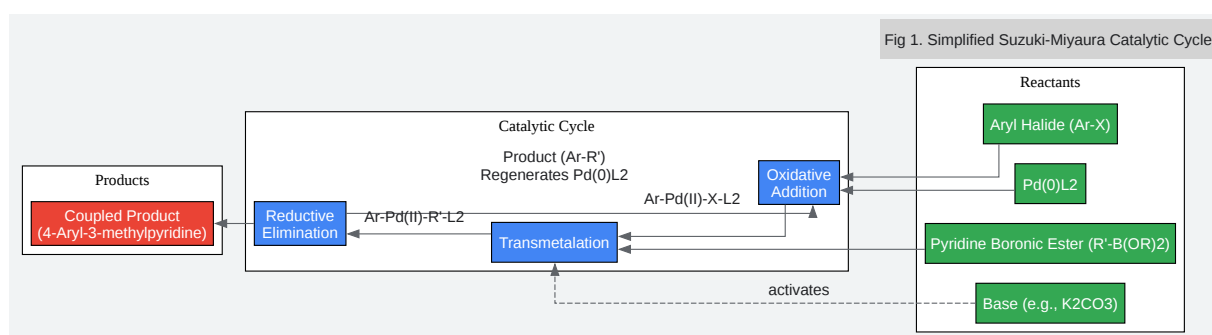 Fig 1. Simplified Suzuki-Miyaura Catalytic Cycle
Reactants
Aryl Halide (Ar-X)
Pd(0)L2
Pyridine Boronic Ester (R'-B(OR)2)
Base (e.g., K2CO3)
Catalytic Cycle
Product (Ar-R')
Regenerates Pd(0)L2
Oxidative
Addition
Ar-Pd(II)-X-L2
Transmetalation
Ar-Pd(II)-R'-L2
Reductive
Elimination
activates
Products
Coupled Product
(4-Aryl-3-methylpyridine)